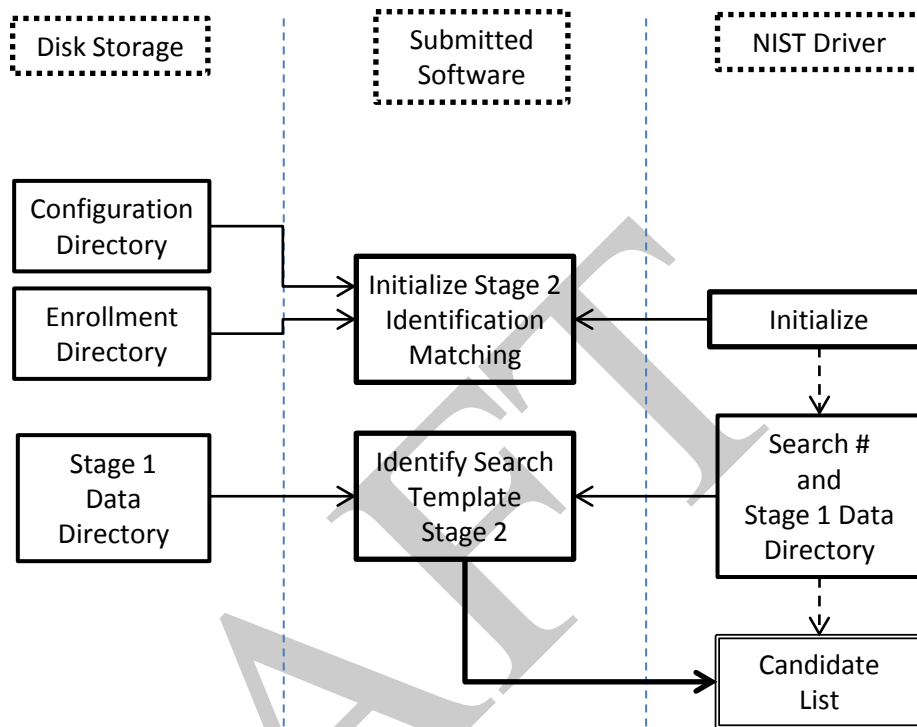 Disk Storage
Submitted
Software
NIST Driver
Configuration
Directory
Enrollment
Directory
Initialize Stage 2
Identification
Matching
Initialize
Stage 1
Data
Directory
Identify Search
Template
Stage 2
Search #
and
Stage 1 Data
Directory
Candidate
List
AFT